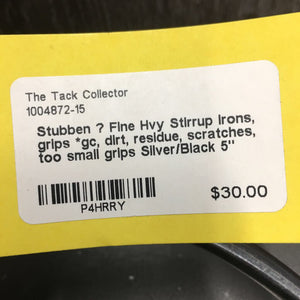 The Tack Collector
1004872-15
Stubben ? Fine Hvy Stirrup irons,
grips *gc, dirt, residue, scratches,
too small grips Silver/Black 5"
$30.00
P4HRRY